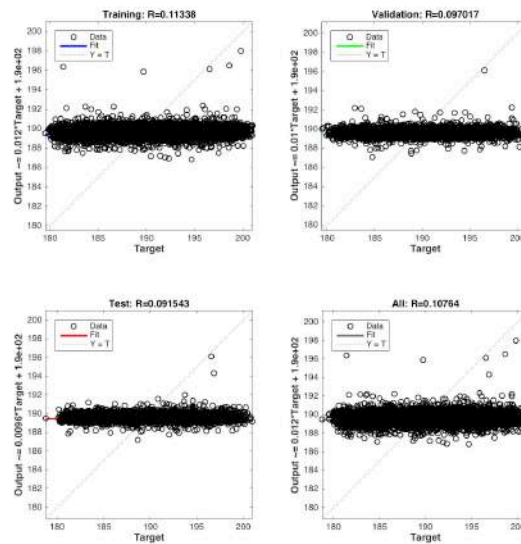 Training: R=0.11338
Output ~= 0.012*Target + 1.9e+02
200
198
196
194
192
190
188
186
184
182
180
Data
Fit
Y = T
180 185 190 195 200
Target
Validation: R=0.097017
Output ~= 0.01*Target + 1.9e+02
200
198
196
194
192
190
188
186
184
182
180
Data
Fit
Y = T
180 185 190 195 200
Target
Test: R=0.091543
Output ~= 0.0096*Target + 1.9e+02
200
198
196
194
192
190
188
186
184
182
180
Data
Fit
Y = T
180 185 190 195 200
Target
All: R=0.10764
Output ~= 0.012*Target + 1.9e+02
200
198
196
194
192
190
188
186
184
182
180
Data
Fit
Y = T
180 185 190 195 200
Target